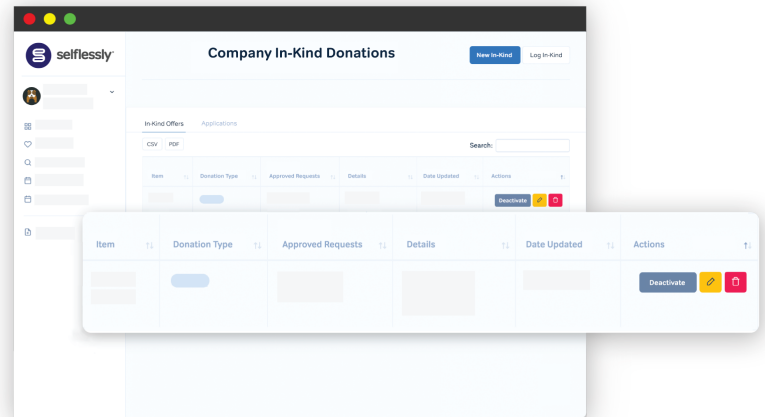 selflessly
Company In-Kind Donations
New In-Kind
Log In-Kind
In-Kind Offers
Applications
CSV
PDF
Search:
Item
Donation Type
Approved Requests
Details
Date Updated
Actions
Deactivate
Item
Donation Type
Approved Requests
Details
Date Updated
Actions
Deactivate